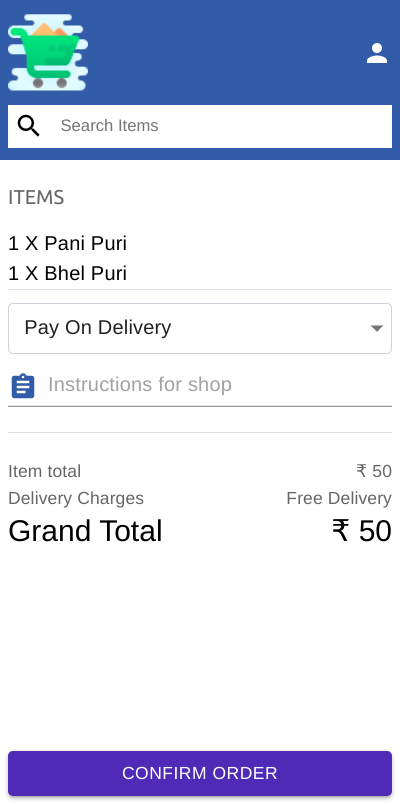 Search Items
ITEMS
1 X Pani Puri
1 X Bhel Puri
Pay On Delivery
Instructions for shop
Item total ₹ 50
Delivery Charges Free Delivery
Grand Total ₹ 50
CONFIRM ORDER